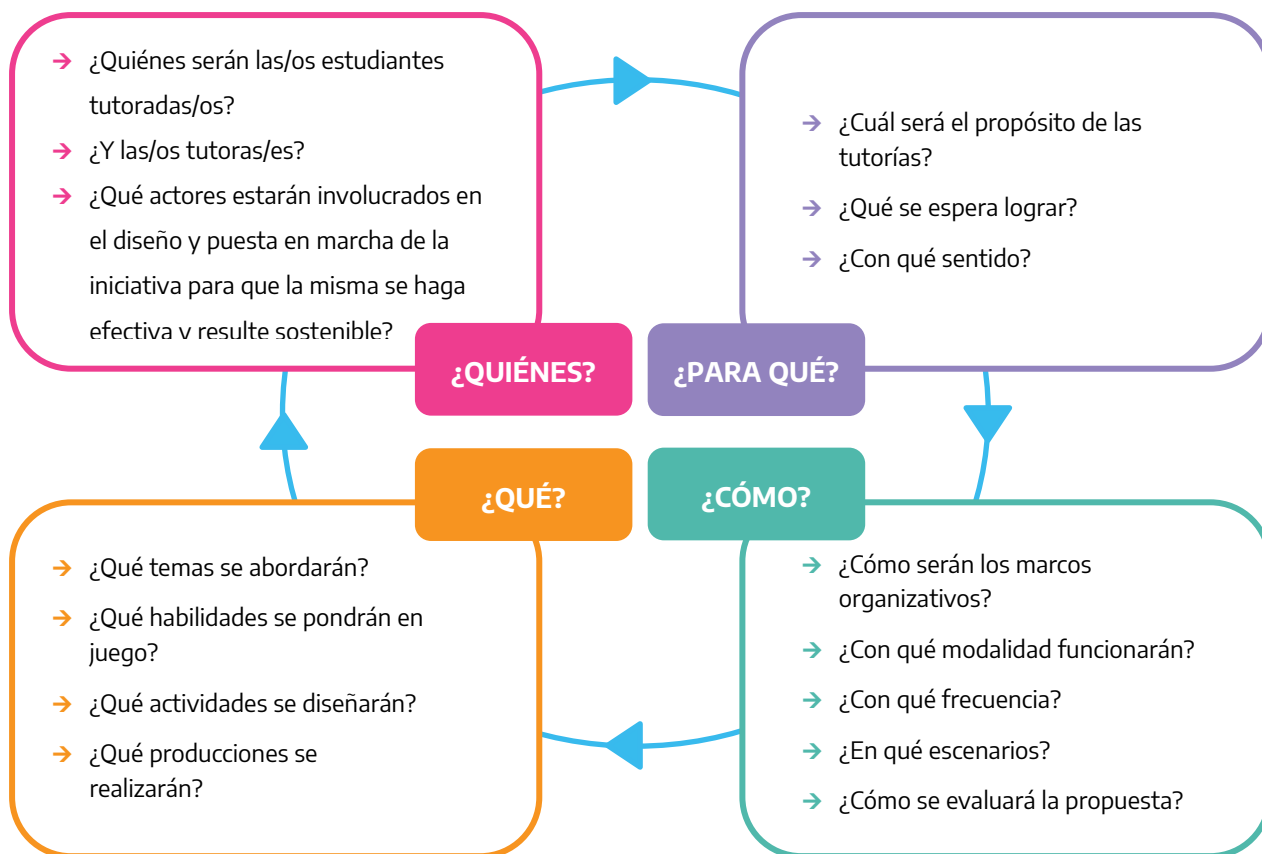 → ¿Quiénes serán las/os estudiantes
tutoradas/os?
→ ¿Y las/os tutoras/es?
→ ¿Qué actores estarán involucrados en
el diseño y puesta en marcha de la
iniciativa para que la misma se haga
efectiva y resulte sostenible?
¿QUIÉNES?
→ ¿Cuál será el propósito de las
tutorías?
→ ¿Qué se espera lograr?
→ ¿Con qué sentido?
¿PARA QUÉ?
¿QUÉ?
→ ¿Qué temas se abordarán?
→ ¿Qué habilidades se pondrán en
juego?
→ ¿Qué actividades se diseñarán?
→ ¿Qué producciones se
realizarán?
¿CÓMO?
→ ¿Cómo serán los marcos
organizativos?
→ ¿Con qué modalidad funcionarán?
→ ¿Con qué frecuencia?
→ ¿En qué escenarios?
→ ¿Cómo se evaluará la propuesta?